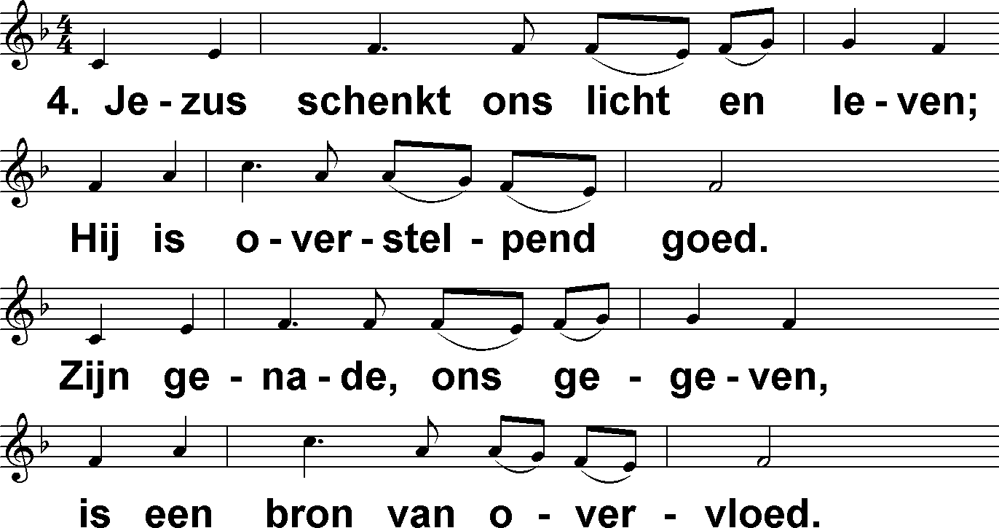 4. Je - zus schenkt ons licht en le - ven;
Hij is o - ver - stel - pend goed.
Zijn ge - na - de, ons ge - ge - ven,
is een bron van o - ver - vloed.